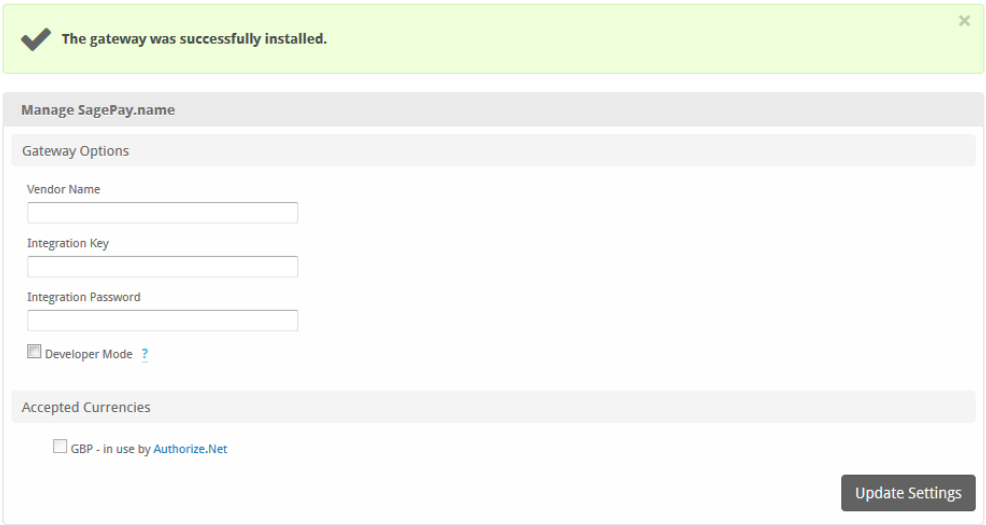 The gateway was successfully installed.
×
Manage SagePay.name
Gateway Options
Vendor Name
Integration Key
Integration Password
Developer Mode ?
Accepted Currencies
GBP - in use by Authorize.Net
Update Settings